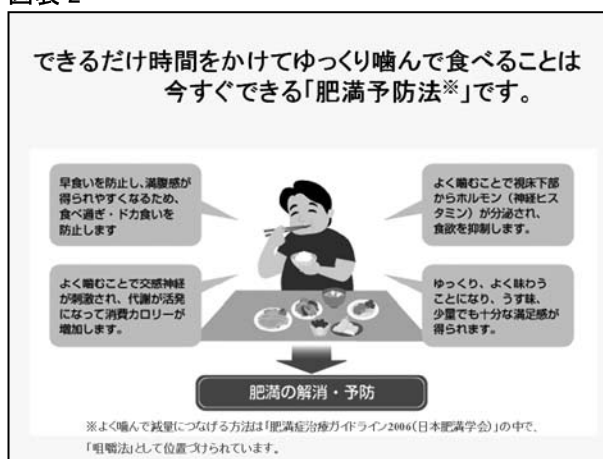 できるだけ時間をかけてゆっくり噛んで食べることは
今すぐできる「肥満予防法※」です。
早食いを防止し、満腹感が
得られやすくなるため、
食べ過ぎ・ドカ食いを
防止します
よく噛むことで視床下部
からホルモン（神経ヒス
タミン）が分泌され、
食欲を抑制します。
よく噛むことで交感神経
が刺激され、代謝が活発
になって消費カロリーが
増加します。
ゆっくり、よく味わう
ことになり、うす味、
少量でも十分な満足感が
得られます。
肥満の解消・予防
※よく噛んで減量につなげる方法は「肥満症治療ガイドライン2006（日本肥満学会）」の中で、
「咀嚼法」として位置づけられています。